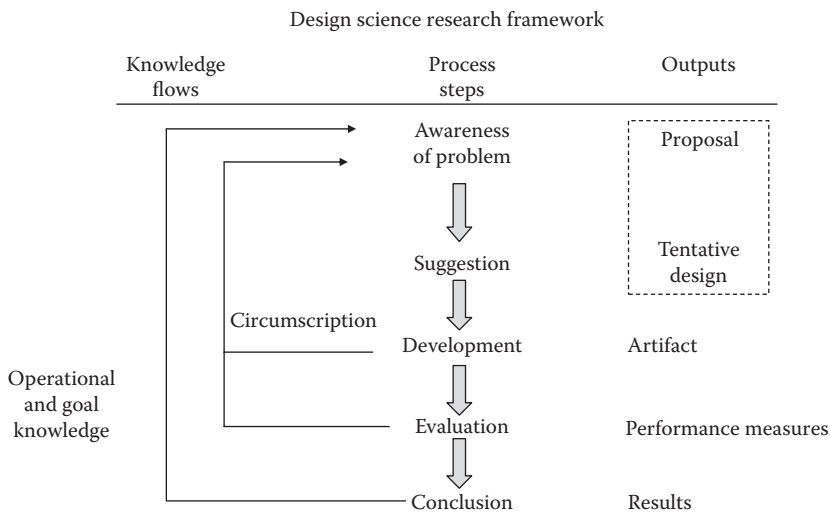 Design science research framework
Knowledge
flows
Process
steps
Outputs
Awareness
of problem
Proposal
Suggestion
Tentative
design
Circumscription
Development
Artifact
Operational
and goal
knowledge
Evaluation
Performance measures
Conclusion
Results